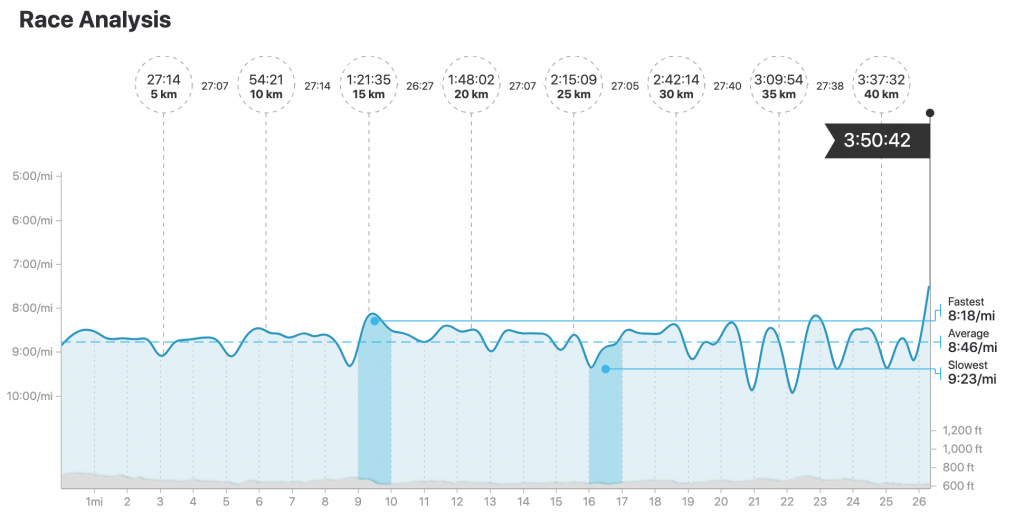 Race Analysis
27:14 27:07 54:21 27:14 1:21:35 26:27 1:48:02 27:07 2:15:09 27:05 2:42:14 27:40 3:09:54 27:38 3:37:32
5 km 10 km 15 km 20 km 25 km 30 km 35 km 40 km
3:50:42
5:00/mi
6:00/mi
7:00/mi
8:00/mi
9:00/mi
10:00/mi
Fastest
8:18/mi
Average
8:46/mi
Slowest
9:23/mi
1,200 ft
1,000 ft
800 ft
600 ft
1mi 2 3 4 5 6 7 8 9 10 11 12 13 14 15 16 17 18 19 20 21 22 23 24 25 26